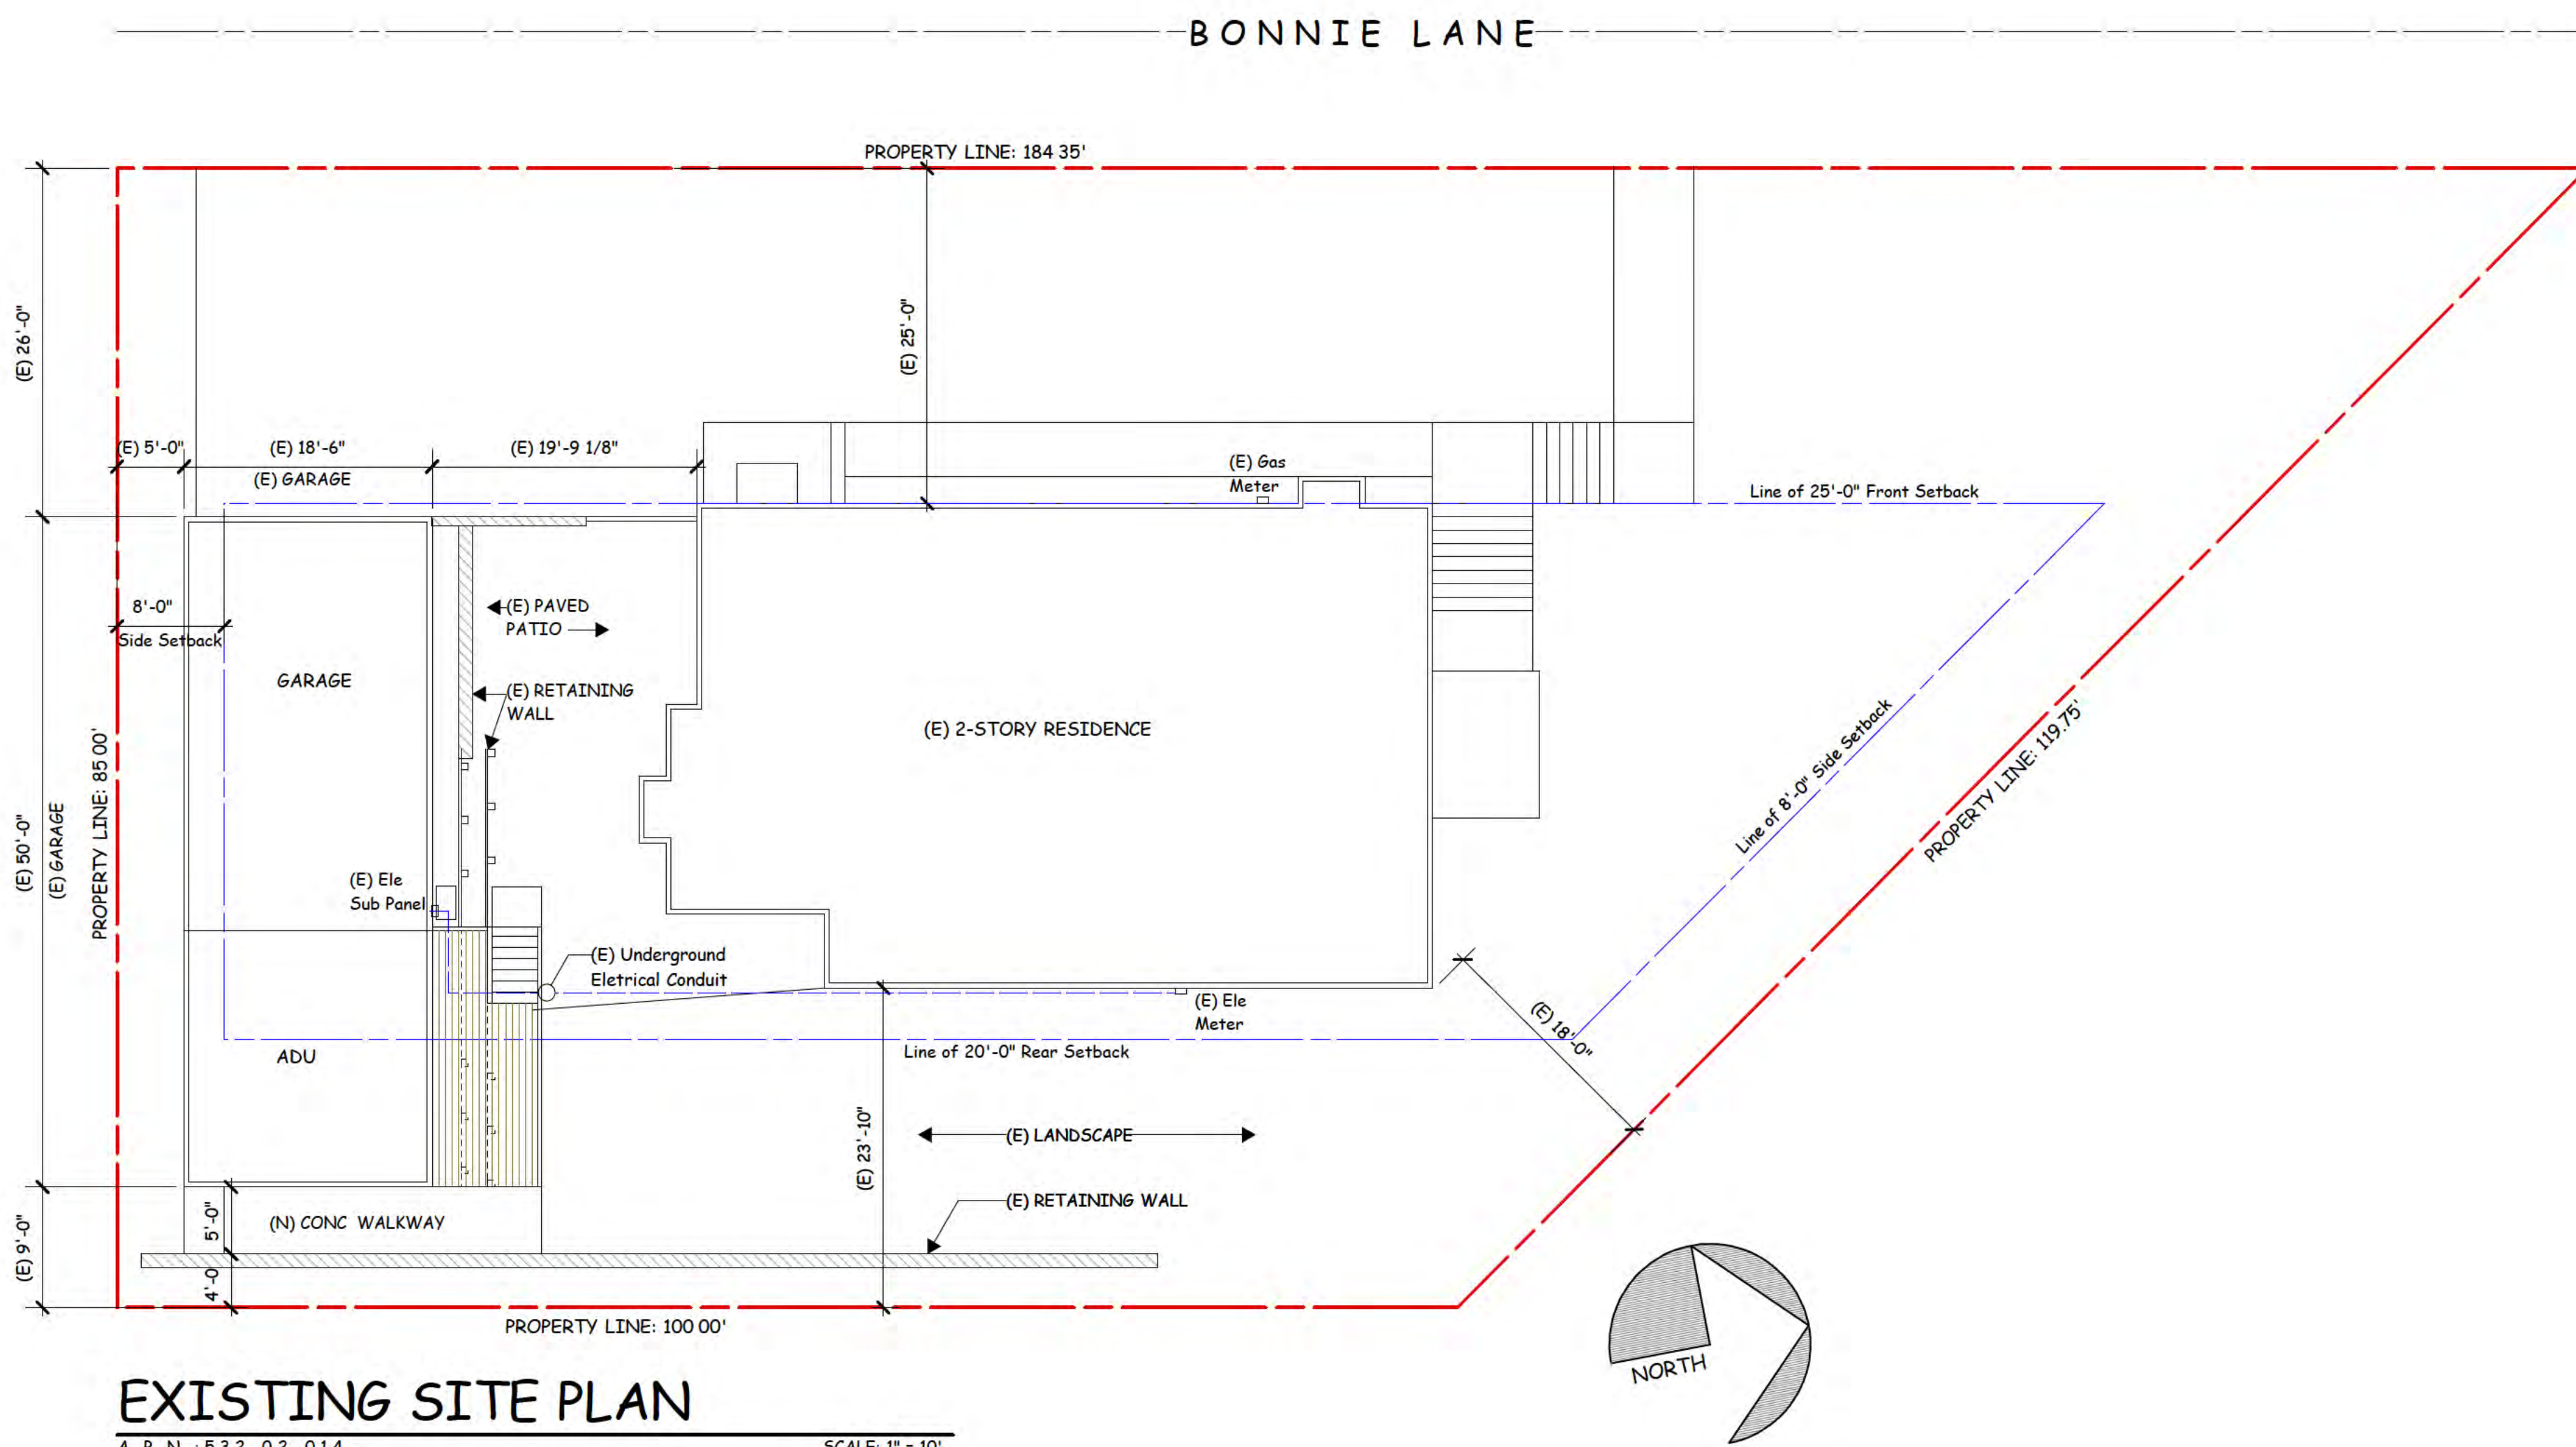 BONNIE LANE
PROPERTY LINE: 184 35'
(E) 26'-0"
(E) 25'-0"
(E) 5'-0"
(E) 18'-6"
(E) 19'-9 1/8"
(E) GARAGE
(E) Gas
Meter
Line of 25'-0" Front Setback
8'-0"
Side Setback
(E) PAVED
PATIO
GARAGE
(E) RETAINING
WALL
(E) 2-STORY RESIDENCE
PROPERTY LINE: 85 00'
(E) 50'-0"
(E) GARAGE
Line of 8'-0" Side Setback
PROPERTY LINE: 119.75'
(E) Ele
Sub Panel
(E) Underground
Eletrical Conduit
(E) Ele
Meter
(E) 18'-0"
ADU
Line of 20'-0" Rear Setback
(E) 23'-10"
(E) LANDSCAPE
(E) RETAINING WALL
(E) 9'-0"
5'-0"
(N) CONC WALKWAY
4'-0
PROPERTY LINE: 100 00'
NORTH
EXISTING SITE PLAN
A. P. N. : 532 - 02 - 014
SCALE: 1" = 10'